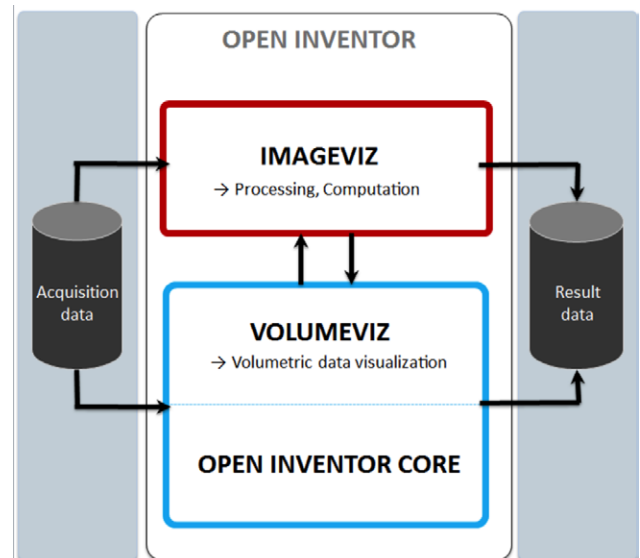 OPEN INVENTOR
IMAGEVIZ
→ Processing, Computation
Acquisition
data
Result
data
VOLUMEVIZ
→ Volumetric data visualization
OPEN INVENTOR CORE